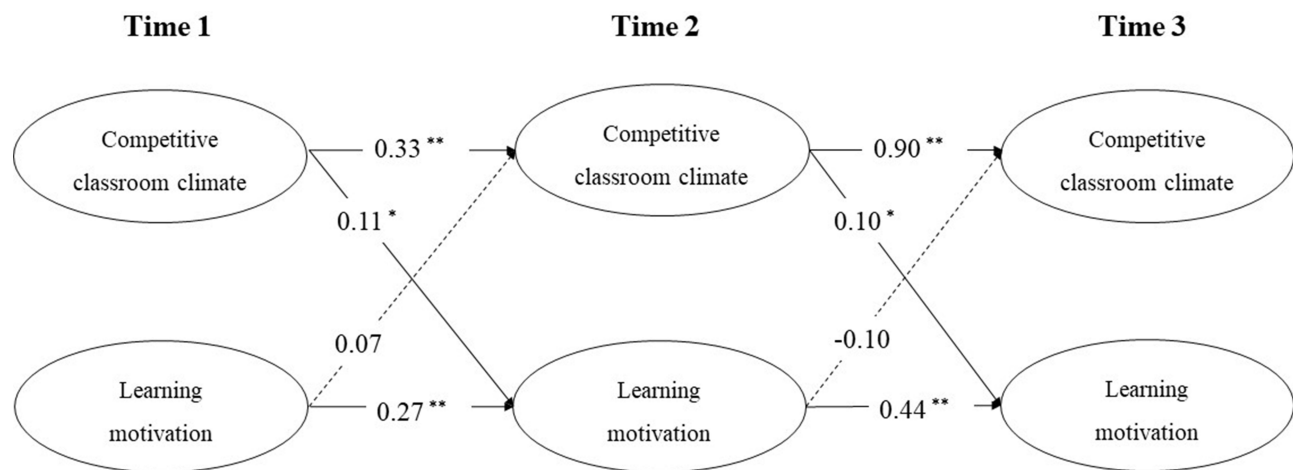 Time 1
Time 2
Time 3
Competitive
classroom climate
0.33 **
Competitive
classroom climate
0.90 **
Competitive
classroom climate
0.11 *
0.10 *
0.07
-0.10
Learning
motivation
0.27 **
Learning
motivation
0.44 **
Learning
motivation